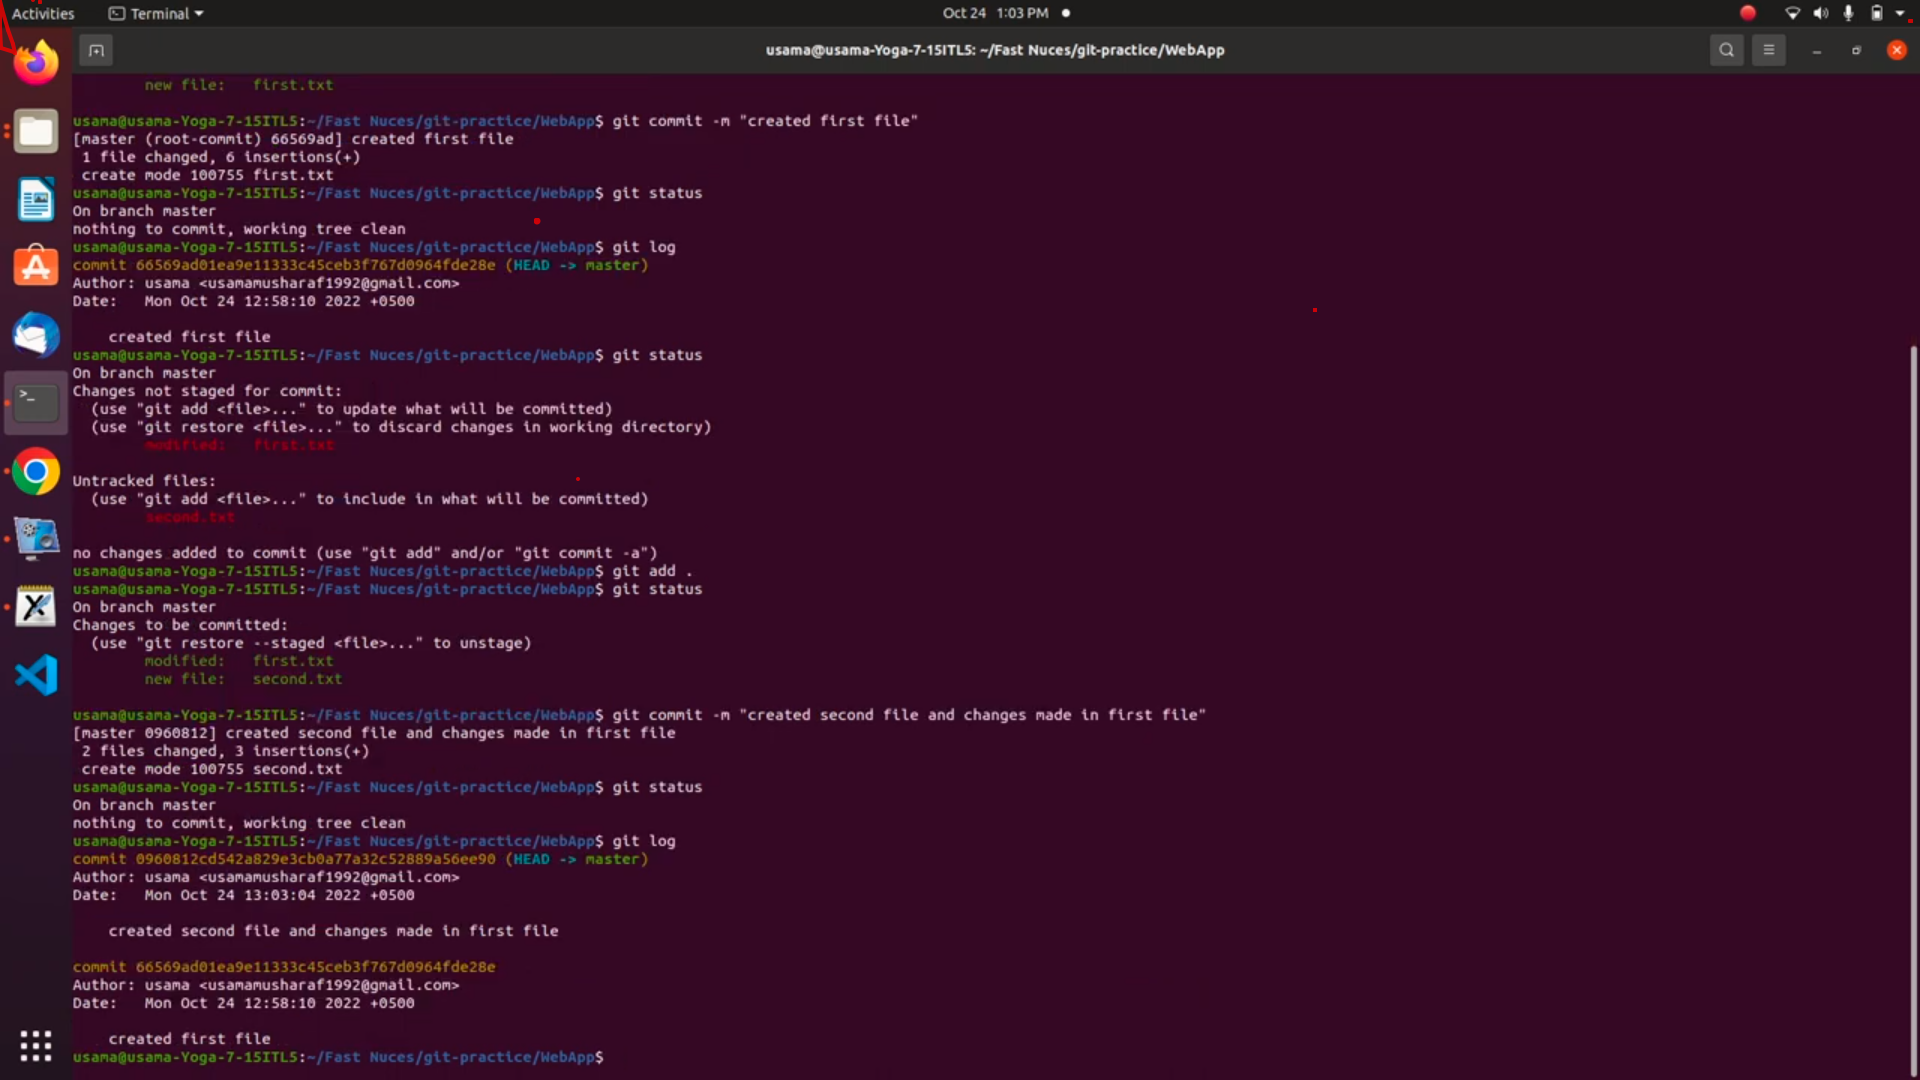 Activities
Terminal
Oct 24 1:03 PM
usama@usama-Yoga-7-15ITL5: ~/Fast Nuces/git-practice/WebApp
new file: first.txt
usama@usama-Yoga-7-15ITL5:~/Fast Nuces/git-practice/WebApp$ git commit -m "created first file"
[master (root-commit) 66569ad] created first file
1 file changed, 6 insertions(+)
create mode 100755 first.txt
usama@usama-Yoga-7-15ITL5:~/Fast Nuces/git-practice/WebApp$ git status
On branch master
nothing to commit, working tree clean
usama@usama-Yoga-7-15ITL5:~/Fast Nuces/git-practice/WebApp$ git log
commit 66569ad01ea9e11333c45ceb3f767d0964fde28e (HEAD -> master)
Author: usama <usamamusharaf1992@gmail.com>
Date: Mon Oct 24 12:58:10 2022 +0500
created first file
usama@usama-Yoga-7-15ITL5:~/Fast Nuces/git-practice/WebApp$ git status
On branch master
Changes not staged for commit:
(use "git add <file>..." to update what will be committed)
(use "git restore <file>..." to discard changes in working directory)
modified: first.txt
Untracked files:
(use "git add <file>..." to include in what will be committed)
second.txt
no changes added to commit (use "git add" and/or "git commit -a")
usama@usama-Yoga-7-15ITL5:~/Fast Nuces/git-practice/WebApp$ git add .
usama@usama-Yoga-7-15ITL5:~/Fast Nuces/git-practice/WebApp$ git status
On branch master
Changes to be committed:
(use "git restore --staged <file>..." to unstage)
modified: first.txt
new file: second.txt
usama@usama-Yoga-7-15ITL5:~/Fast Nuces/git-practice/WebApp$ git commit -m "created second file and changes made in first file"
[master 0960812] created second file and changes made in first file
2 files changed, 3 insertions(+)
create mode 100755 second.txt
usama@usama-Yoga-7-15ITL5:~/Fast Nuces/git-practice/WebApp$ git status
On branch master
nothing to commit, working tree clean
usama@usama-Yoga-7-15ITL5:~/Fast Nuces/git-practice/WebApp$ git log
commit 0960812cd542a829e3cb0a77a32c52889a56ee90 (HEAD -> master)
Author: usama <usamamusharaf1992@gmail.com>
Date: Mon Oct 24 13:03:04 2022 +0500
created second file and changes made in first file
commit 66569ad01ea9e11333c45ceb3f767d0964fde28e
Author: usama <usamamusharaf1992@gmail.com>
Date: Mon Oct 24 12:58:10 2022 +0500
created first file
usama@usama-Yoga-7-15ITL5:~/Fast Nuces/git-practice/WebApp$